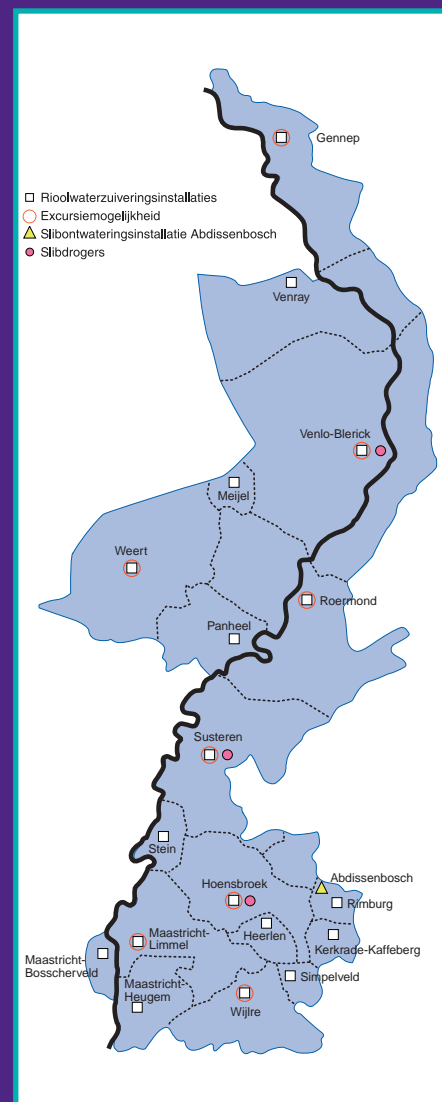 Gennep
Rioolwaterzuiveringsinstallaties
Excursiemogelijkheid
Slibontwateringsinstallatie Abdissenbosch
Slibdrogers
Venray
Venlo-Blerick
Meijel
Weert
Roermond
Panheel
Susteren
Stein
Hoensbroek
Abdissenbosch
Rimburg
Maastricht-
Limmel
Heerlen
Kerkrade-Kaffeberg
Maastricht-
Bosscherveld
Maastricht-
Heugem
Simpelveld
Wijlre